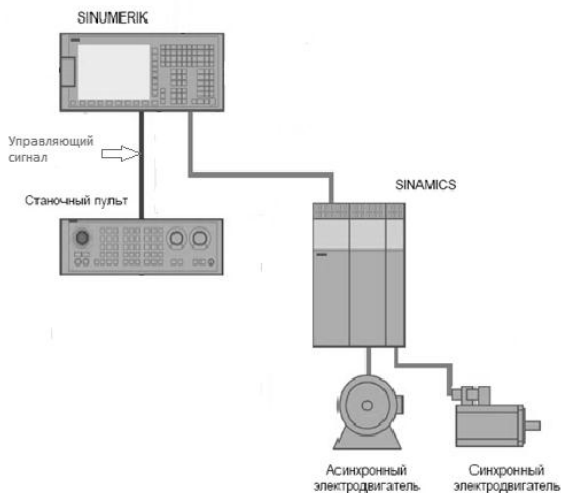 SINUMERIK
Управляющий
сигнал
Станочный пульт
SINAMICS
Асинхронный
электродвигатель
Синхронный
электродвигатель